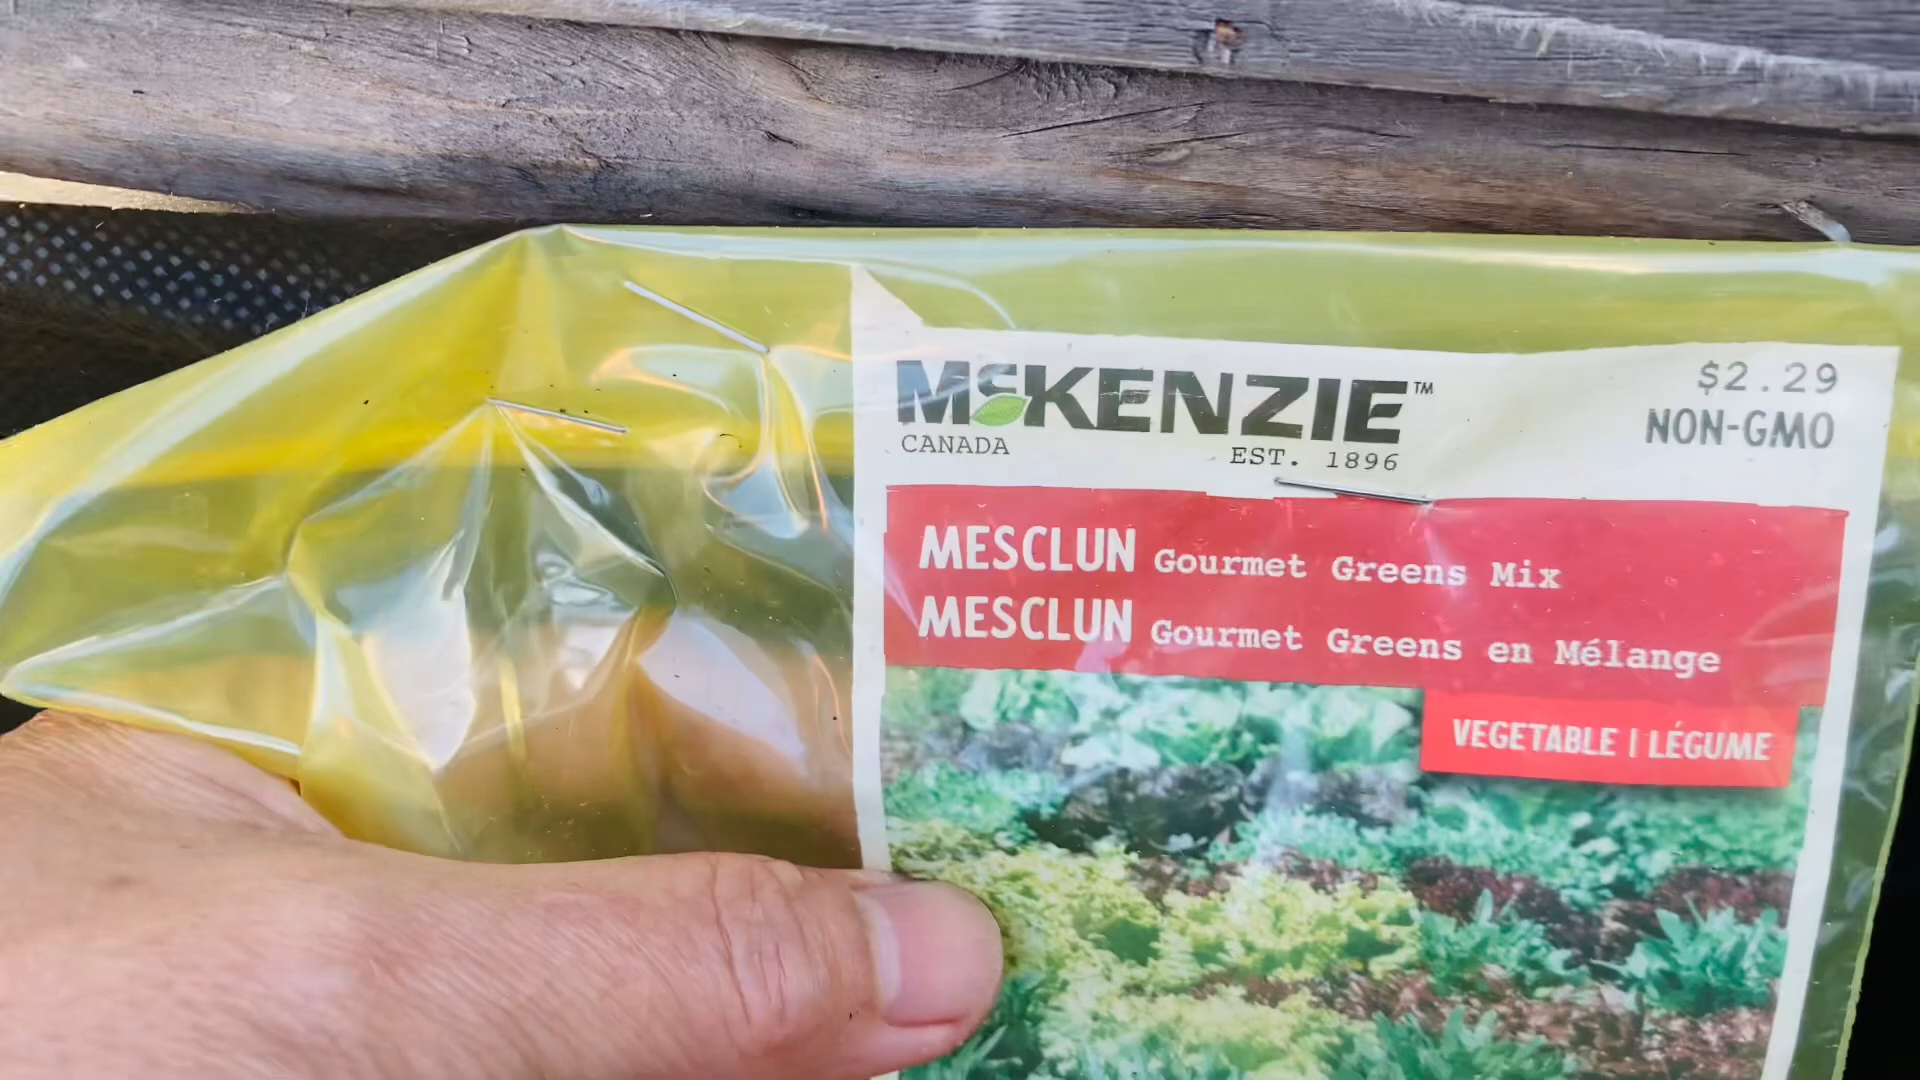 McKENZIE™
CANADA EST. 1896
$2.29
NON-GMO
MESCLUN Gourmet Greens Mix
MESCLUN Gourmet Greens en Mélange
VEGETABLE | LÉGUME